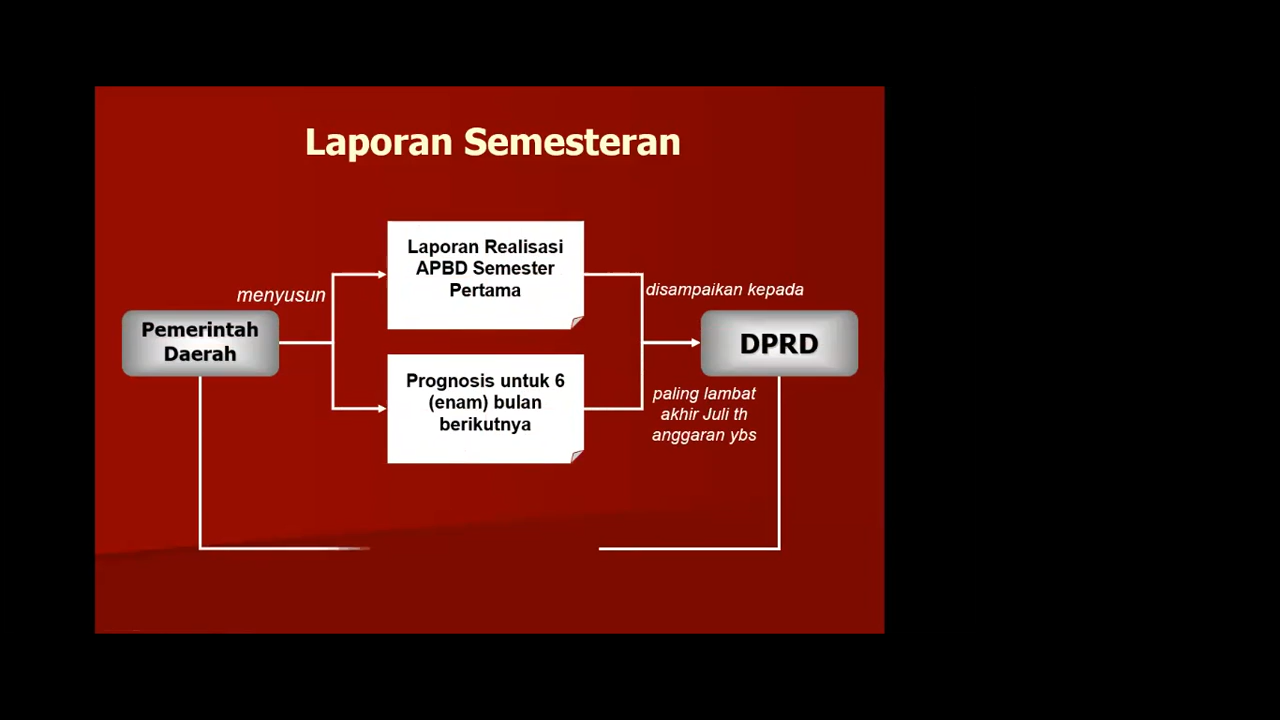 Laporan Semesteran
Laporan Realisasi
APBD Semester
Pertama
menyusun
disampaikan kepada
Pemerintah
Daerah
DPRD
Prognosis untuk 6
(enam) bulan
berikutnya
paling lambat
akhir Juli th
anggaran ybs